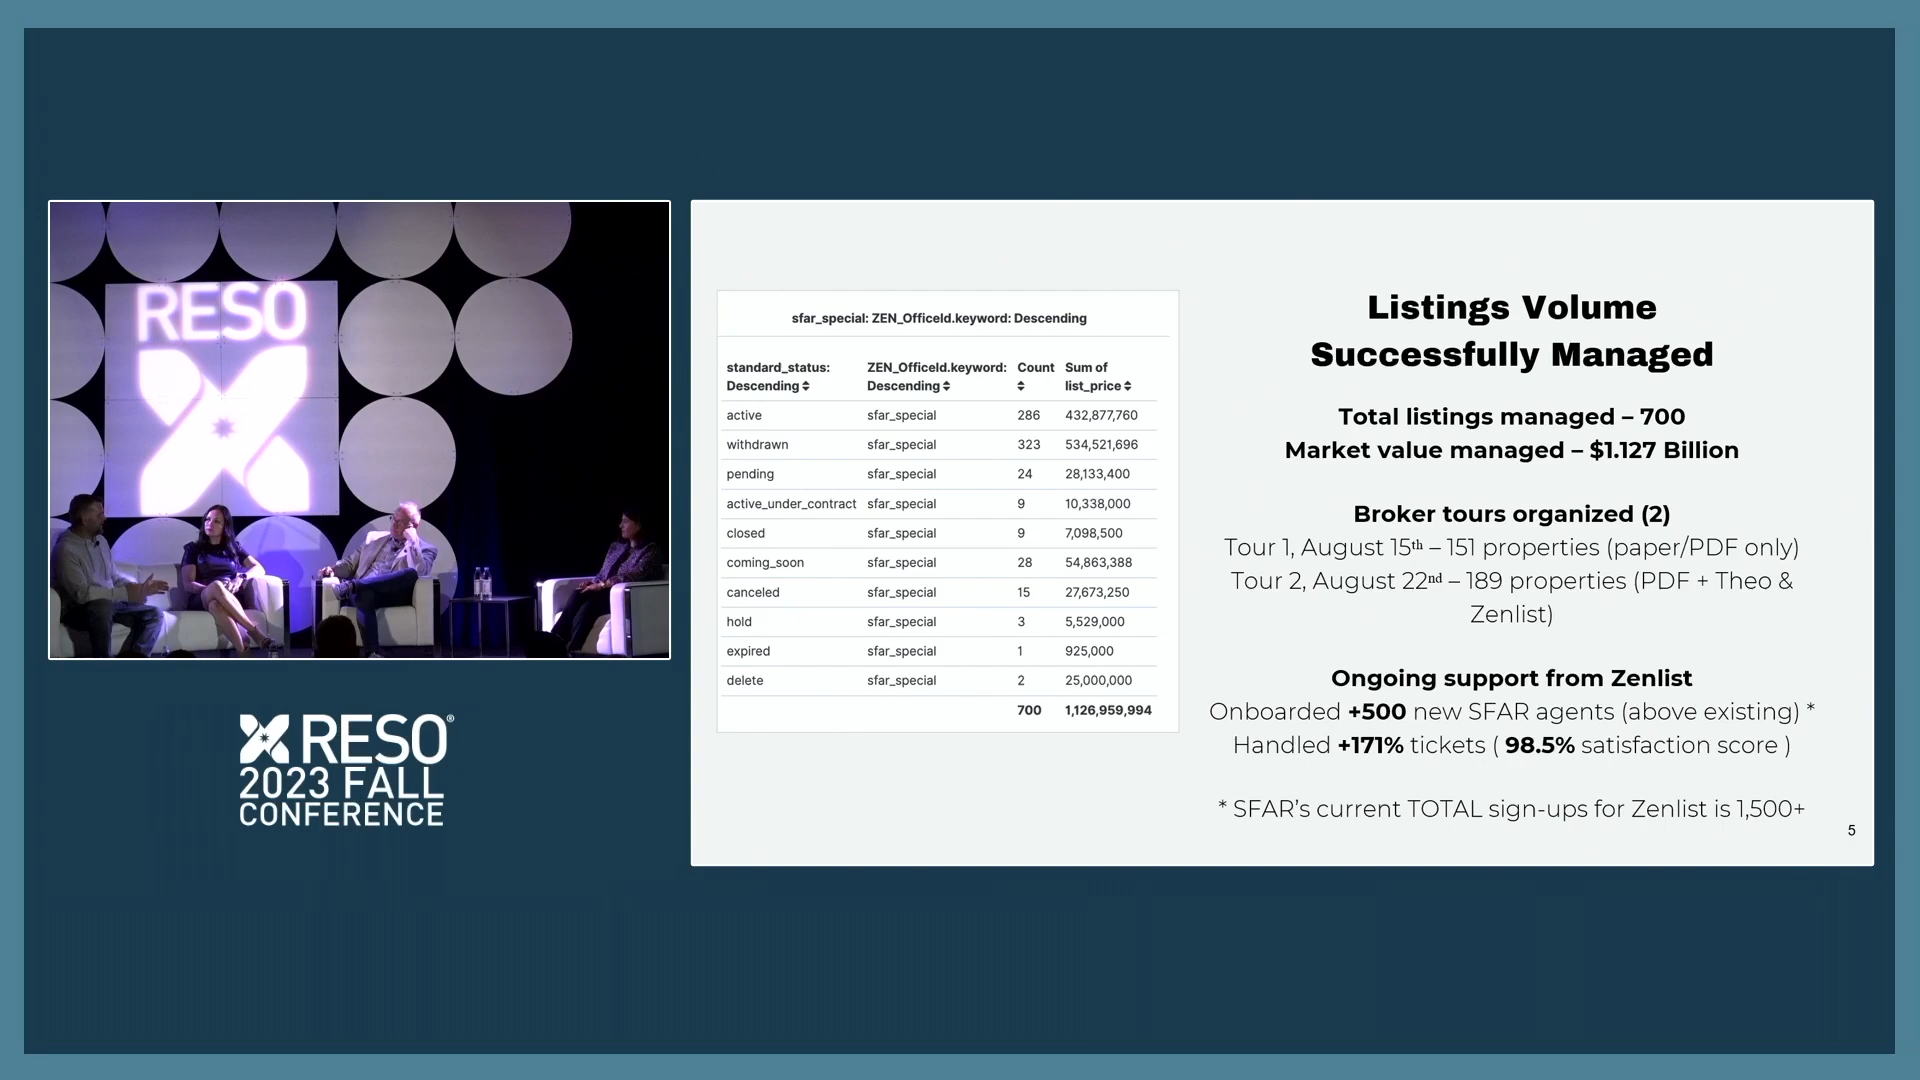 RESO
RESO®
2023 FALL
CONFERENCE
sfar_special: ZEN_OfficeId.keyword: Descending
standard_status: Descending ZEN_OfficeId.keyword: Descending Count Sum of list_price
active sfar_special 286 432,877,760
withdrawn sfar_special 323 534,521,696
pending sfar_special 24 28,133,400
active_under_contract sfar_special 9 10,338,000
closed sfar_special 9 7,098,500
coming_soon sfar_special 28 54,863,388
canceled sfar_special 15 27,673,250
hold sfar_special 3 5,529,000
expired sfar_special 1 925,000
delete sfar_special 2 25,000,000
700 1,126,959,994
Listings Volume
Successfully Managed
Total listings managed – 700
Market value managed – $1.127 Billion
Broker tours organized (2)
Tour 1, August 15th – 151 properties (paper/PDF only)
Tour 2, August 22nd – 189 properties (PDF + Theo &
Zenlist)
Ongoing support from Zenlist
Onboarded +500 new SFAR agents (above existing) *
Handled +171% tickets ( 98.5% satisfaction score )
* SFAR’s current TOTAL sign-ups for Zenlist is 1,500+
5